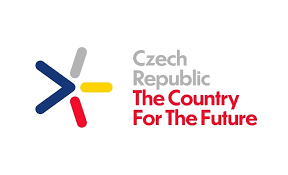 Czech
Republic
The Country
For The Future